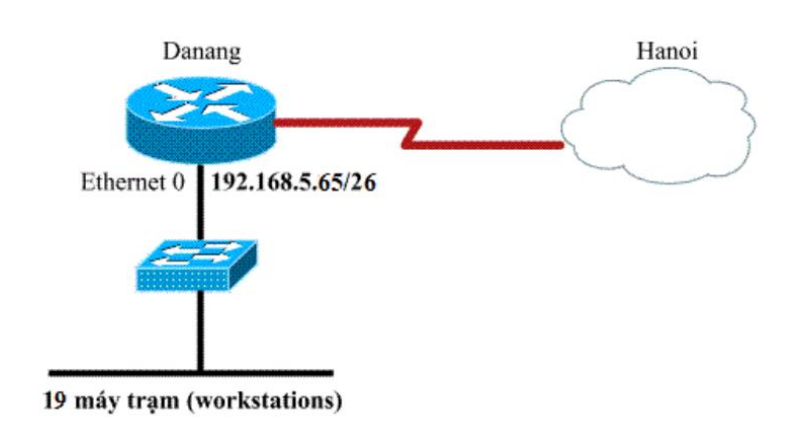 Danang
Hanoi
Ethernet 0
192.168.5.65/26
19 máy trạm (workstations)